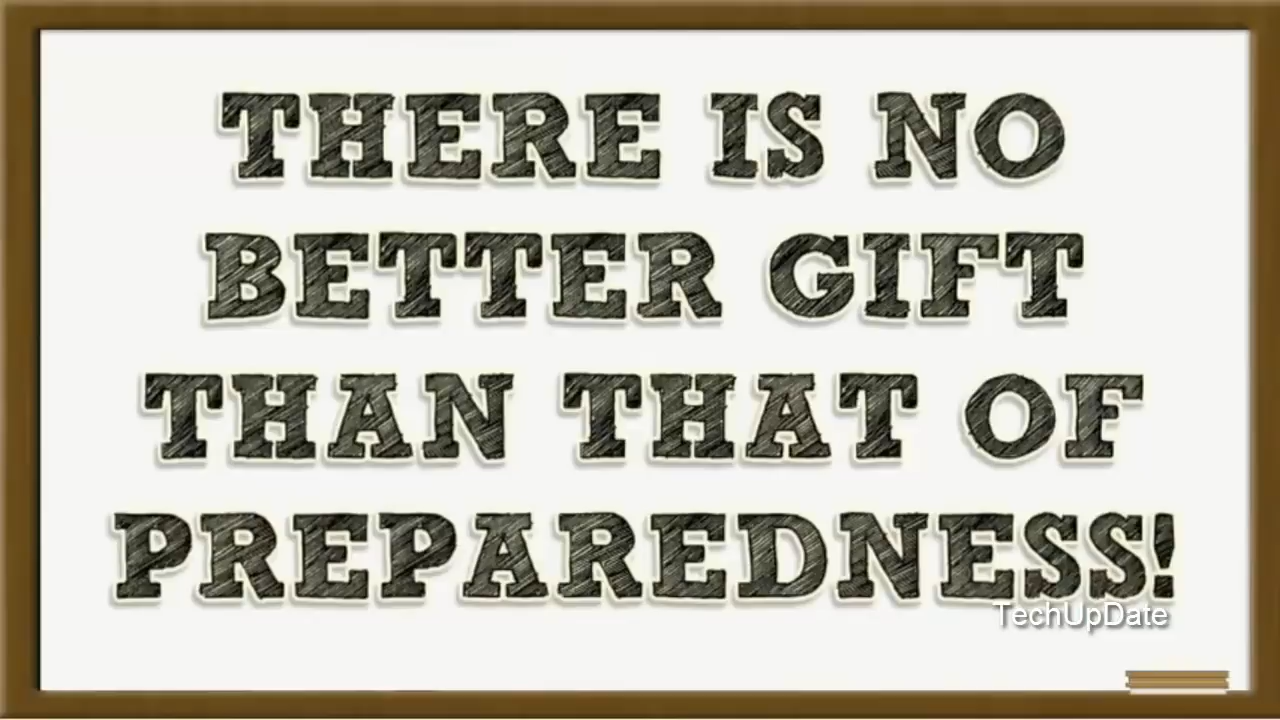 THERE IS NO
BETTER GIFT
THAN THAT OF
PREPAREDNESS!
TechUpDate